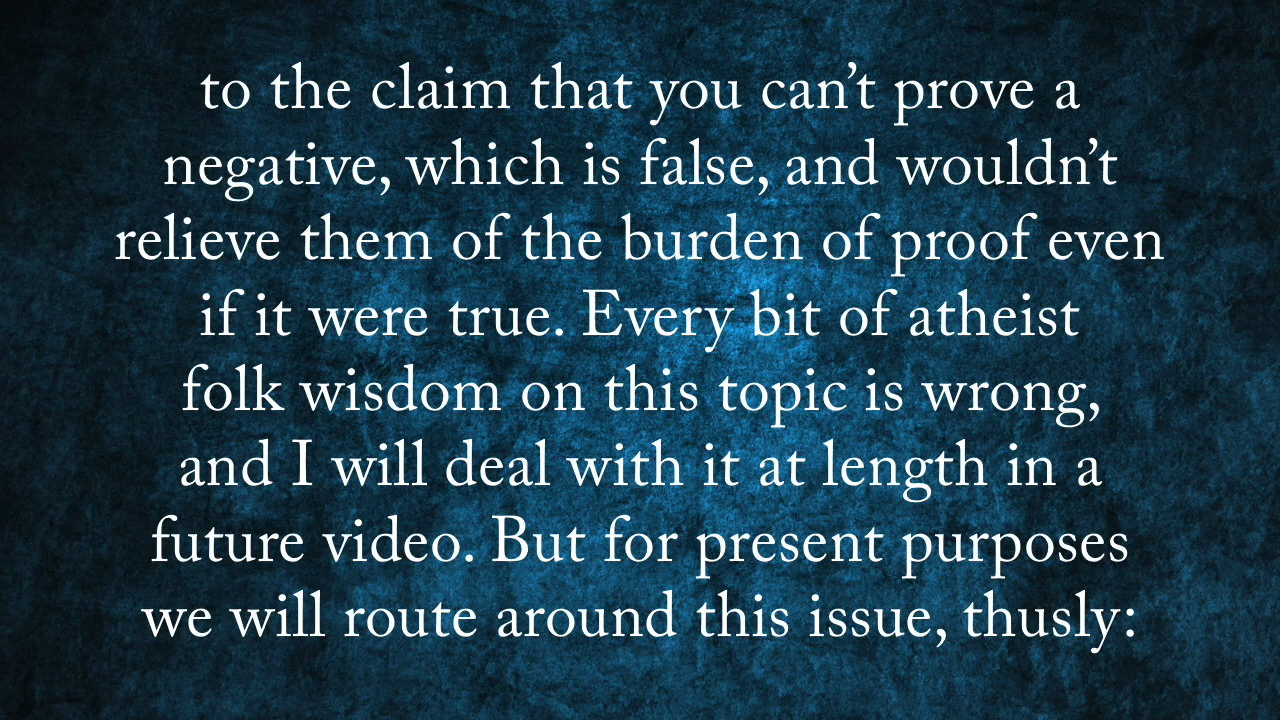 to the claim that you can’t prove a
negative, which is false, and wouldn’t
relieve them of the burden of proof even
if it were true. Every bit of atheist
folk wisdom on this topic is wrong,
and I will deal with it at length in a
future video. But for present purposes
we will route around this issue, thusly: